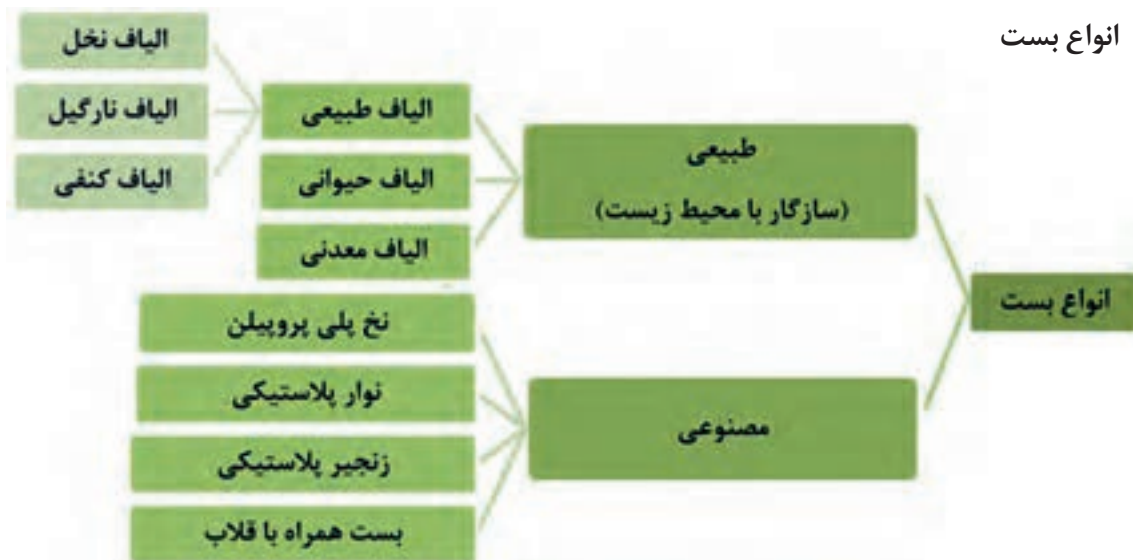 انواع بست
انواع بست
طبیعی
(سازگار با محیط زیست)
الیاف طبیعی
الیاف نخل
الیاف نارگیل
الیاف کنفی
الیاف حیوانی
الیاف معدنی
مصنوعی
نخ پلی پروپیلن
نوار پلاستیکی
زنجیر پلاستیکی
بست همراه با قلاب